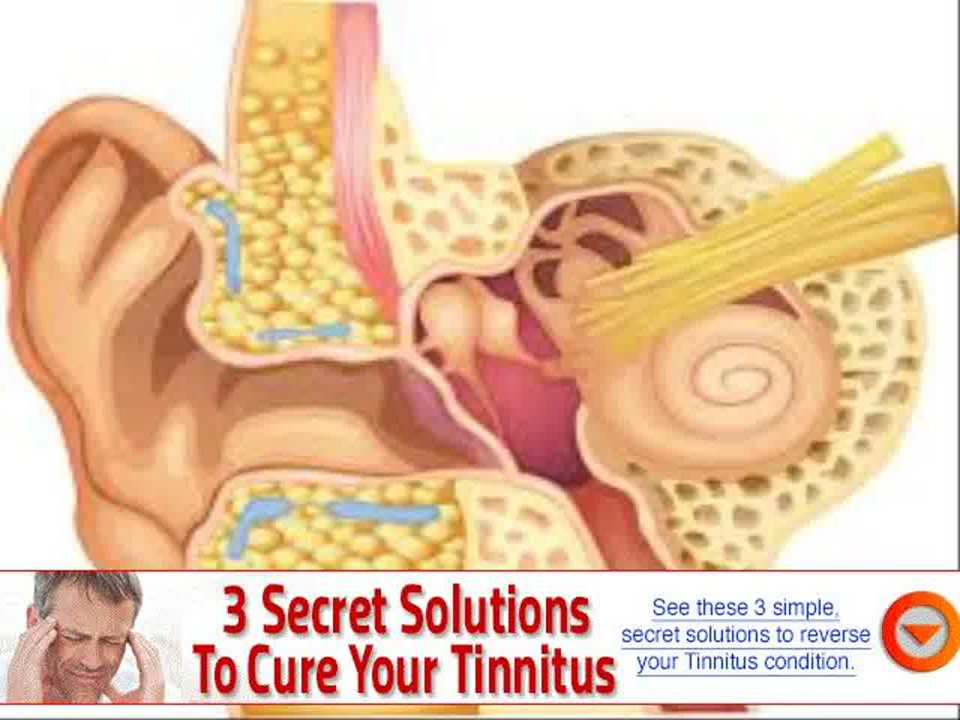 3 Secret Solutions
To Cure Your Tinnitus
See these 3 simple,
secret solutions to reverse
your Tinnitus condition.